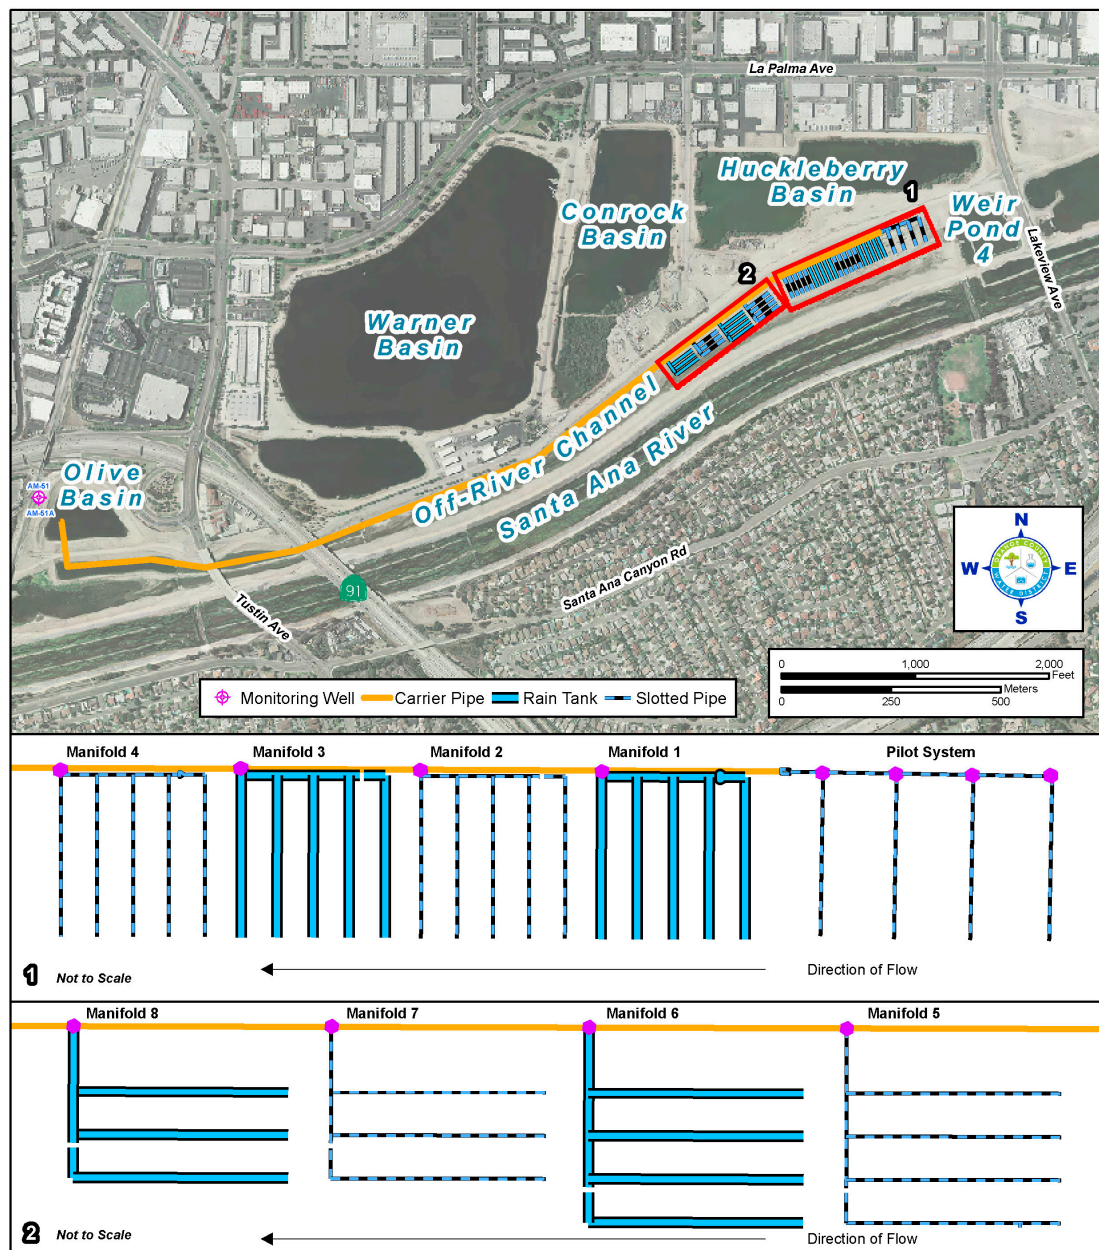 La Palma Ave
Huckleberry
Basin
1
Conrock
Basin
Weir
Pond
4
Lakeview Ave
2
Warner
Basin
Off-River Channel
Santa Ana River
Olive
Basin
AM-51
AM-51A
91
Tustin Ave
Santa Ana Canyon Rd
N
W
E
S
ORANGE COUNTY
WATER DISTRICT
0 1,000 2,000
Feet
Meters
0 250 500
Monitoring Well Carrier Pipe Rain Tank Slotted Pipe
Manifold 4 Manifold 3 Manifold 2 Manifold 1 Pilot System
1 Not to Scale Direction of Flow
Manifold 8 Manifold 7 Manifold 6 Manifold 5
2 Not to Scale Direction of Flow